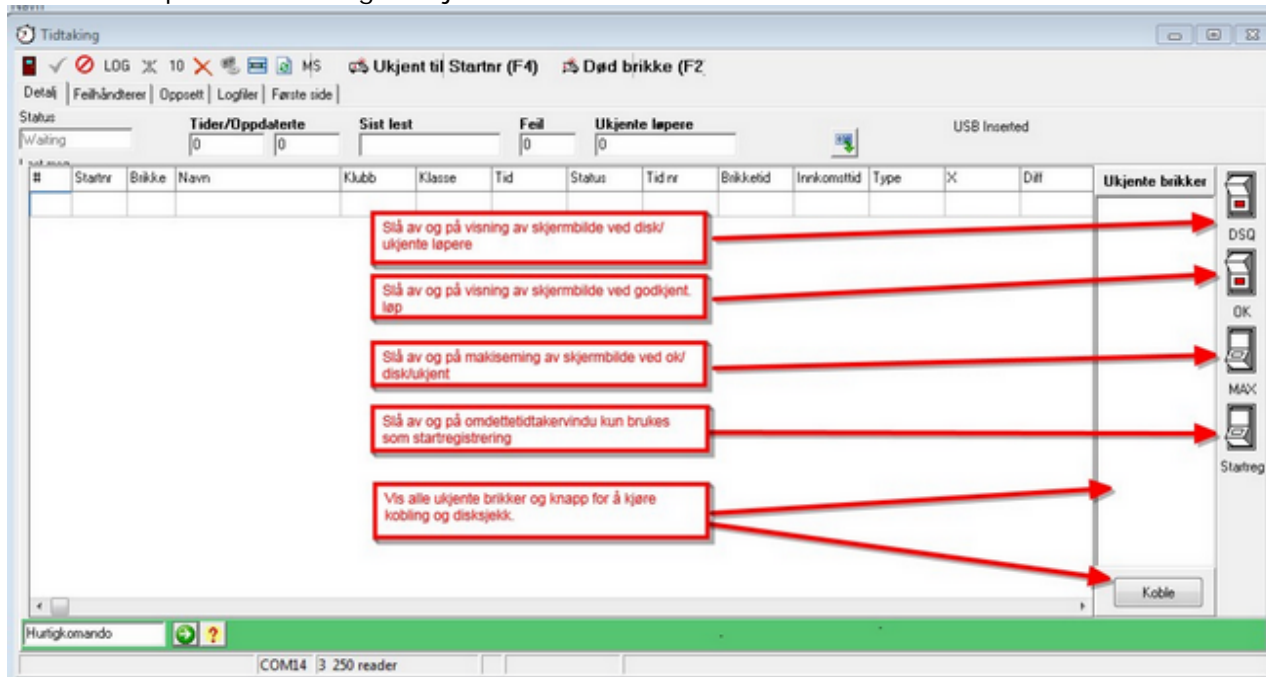 Tidtaking
LOG 10 MS Ukjent til Startnr (F4) Død brikke (F2
Detalj Feilhåndterer Oppsett Logfiler Første side
Status Tider/Oppdaterte Sist lest Feil Ukjente løpere USB Inserted
Waiting 0 0 0 0
# Startnr Brikke Navn Klubb Klasse Tid Status Tid nr Brikketid Innkomsttid Type X Diff Ukjente brikker
Slå av og på visning av skjermbilde ved disk/
ukjente løpere
DSQ
Slå av og på visning av skjermbilde ved godkjent.
løp
OK
Slå av og på makisering av skjermbilde ved ok/
disk/ukjent
MAX
Slå av og på omdettetidtakervindu kun brukes
som startregistrering
Startreg
Vis alle ukjente brikker og knapp for å kjøre
kobling og disksjekk.
Koble
Hurtigkomando ?
COM14 3 250 reader